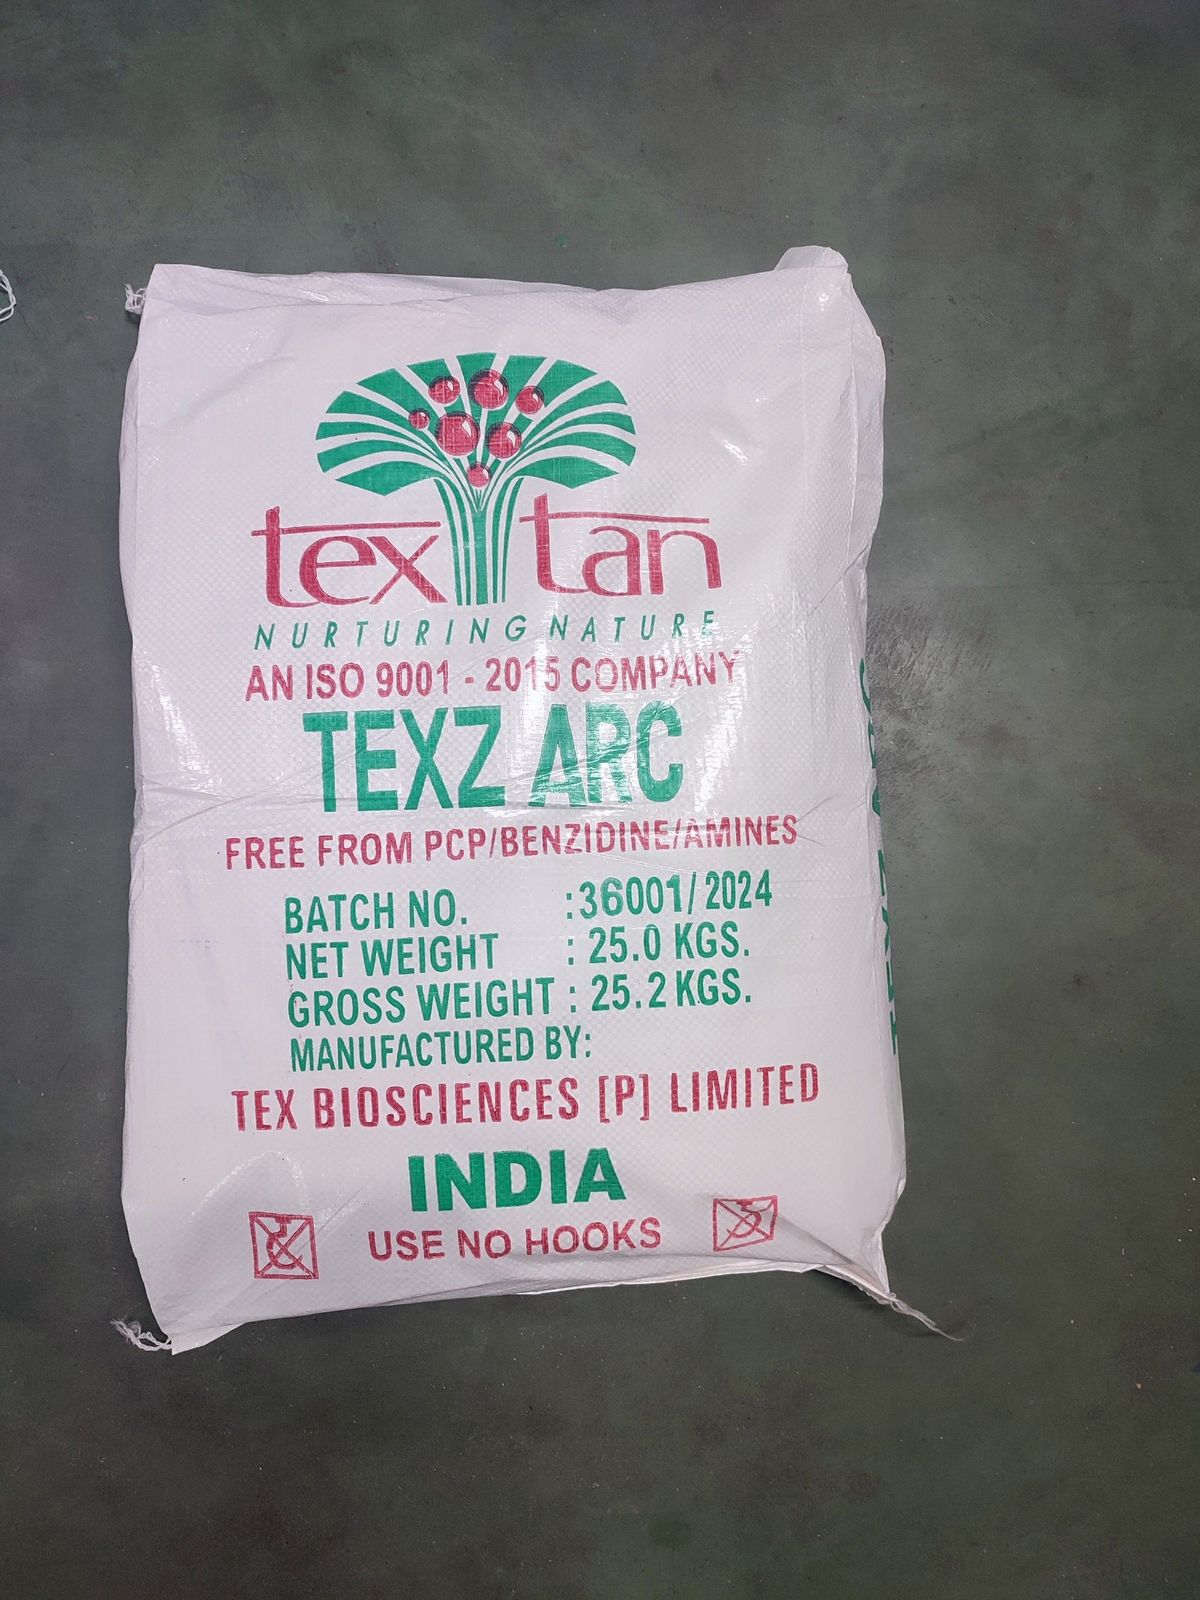 tex tan
NURTURING NATURE
AN ISO 9001 - 2015 COMPANY
TEXZ ARC
FREE FROM PCP/BENZIDINE/AMINES
BATCH NO. :36001/2024
NET WEIGHT : 25.0 KGS.
GROSS WEIGHT : 25.2 KGS.
MANUFACTURED BY:
TEX BIOSCIENCES [P] LIMITED
INDIA
USE NO HOOKS
TEXZ ARC